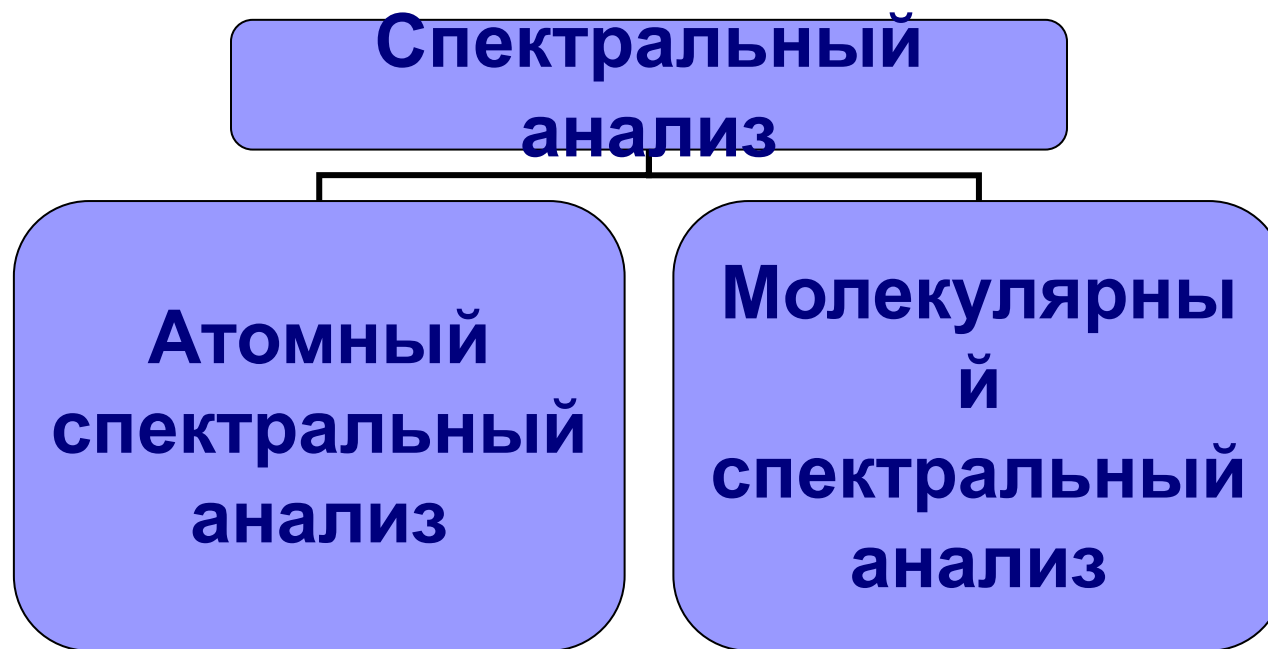 Спектральный
анализ
Атомный
спектральный
анализ
Молекулярны
й
спектральный
анализ